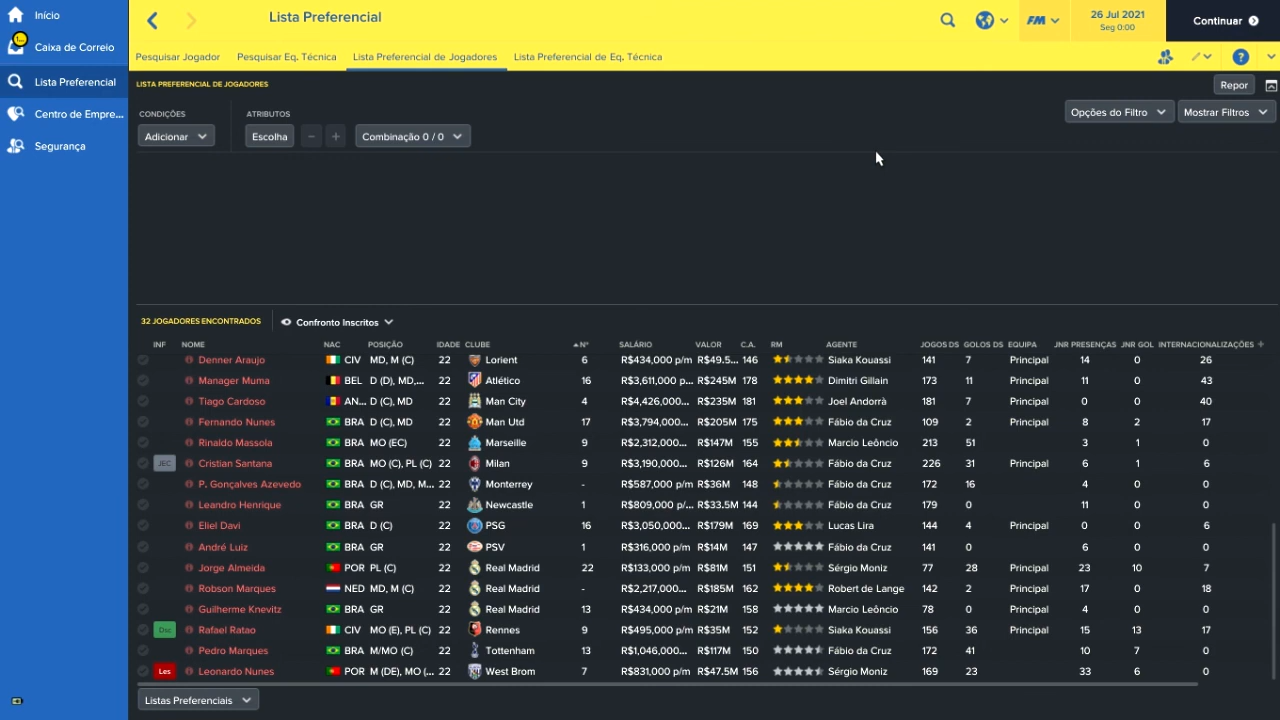 Início
Lista Preferencial
FM
26 Jul 2021
Seg 0:00
Continuar
Caixa de Correio
Pesquisar Jogador Pesquisar Eq. Técnica Lista Preferencial de Jogadores Lista Preferencial de Eq. Técnica
Lista Preferencial
LISTA PREFERENCIAL DE JOGADORES Repor
Centro de Empre...
CONDIÇÕES ATRIBUTOS Opções do Filtro Mostrar Filtros
Adicionar Escolha − + Combinação 0 / 0
Segurança
32 JOGADORES ENCONTRADOS Confronto Inscritos
INF NOME NAC POSIÇÃO IDADE CLUBE Nº SALÁRIO VALOR C.A. RM AGENTE JOGOS DS GOLOS DS EQUIPA JNR PRESENÇAS JNR GOL INTERNACIONALIZAÇÕES +
Denner Araujo CIV MD, M (C) 22 Lorient 6 R$434,000 p/m R$49.5... 146 Siaka Kouassi 141 7 Principal 14 0 26
Manager Muma BEL D (D), MD,... 22 Atlético 16 R$3,611,000 p... R$245M 178 Dimitri Gillain 173 11 Principal 11 0 43
Tiago Cardoso AN... D (C), MD 22 Man City 4 R$4,426,000... R$235M 181 Joel Andorrà 181 7 Principal 0 0 40
Fernando Nunes BRA D (C), MD 22 Man Utd 17 R$3,794,000... R$205M 175 Fábio da Cruz 109 2 Principal 8 2 17
Rinaldo Massola BRA MO (EC) 22 Marseille 9 R$2,312,000... R$147M 155 Marcio Leôncio 213 51 3 1 0
JEC Cristian Santana BRA MO (C), PL (C) 22 Milan 9 R$3,190,000... R$126M 164 Fábio da Cruz 226 31 Principal 6 1 6
P. Gonçalves Azevedo BRA D (C), MD, M... 22 Monterrey - R$587,000 p/m R$36M 148 Fábio da Cruz 172 16 4 0 0
Leandro Henrique BRA GR 22 Newcastle 1 R$809,000 p/... R$33.5M 144 Fábio da Cruz 179 0 11 0 0
Eliel Davi BRA D (C) 22 PSG 16 R$3,050,000... R$179M 169 Lucas Lira 144 4 Principal 0 0 6
André Luiz BRA GR 22 PSV 1 R$316,000 p/m R$14M 147 Fábio da Cruz 141 0 6 0 0
Jorge Almeida POR PL (C) 22 Real Madrid 22 R$133,000 p/m R$81M 151 Sérgio Moniz 77 28 Principal 23 10 7
Robson Marques NED MD, M (C) 22 Real Madrid - R$2,217,000... R$185M 162 Robert de Lange 142 2 Principal 17 0 18
Guilherme Knevitz BRA GR 22 Real Madrid 13 R$434,000 p/m R$21M 158 Marcio Leôncio 78 0 Principal 4 0 0
Dsj. Rafael Ratao CIV MO (E), PL (C) 22 Rennes 9 R$495,000 p/m R$35M 152 Siaka Kouassi 156 36 Principal 15 13 17
Pedro Marques BRA M/MO (C) 22 Tottenham 13 R$1,046,000... R$117M 150 Fábio da Cruz 172 41 10 7 0
Les Leonardo Nunes POR M (DE), MO (... 22 West Brom 7 R$831,000 p/m R$47.5M 156 Sérgio Moniz 169 23 33 6 0
Listas Preferenciais